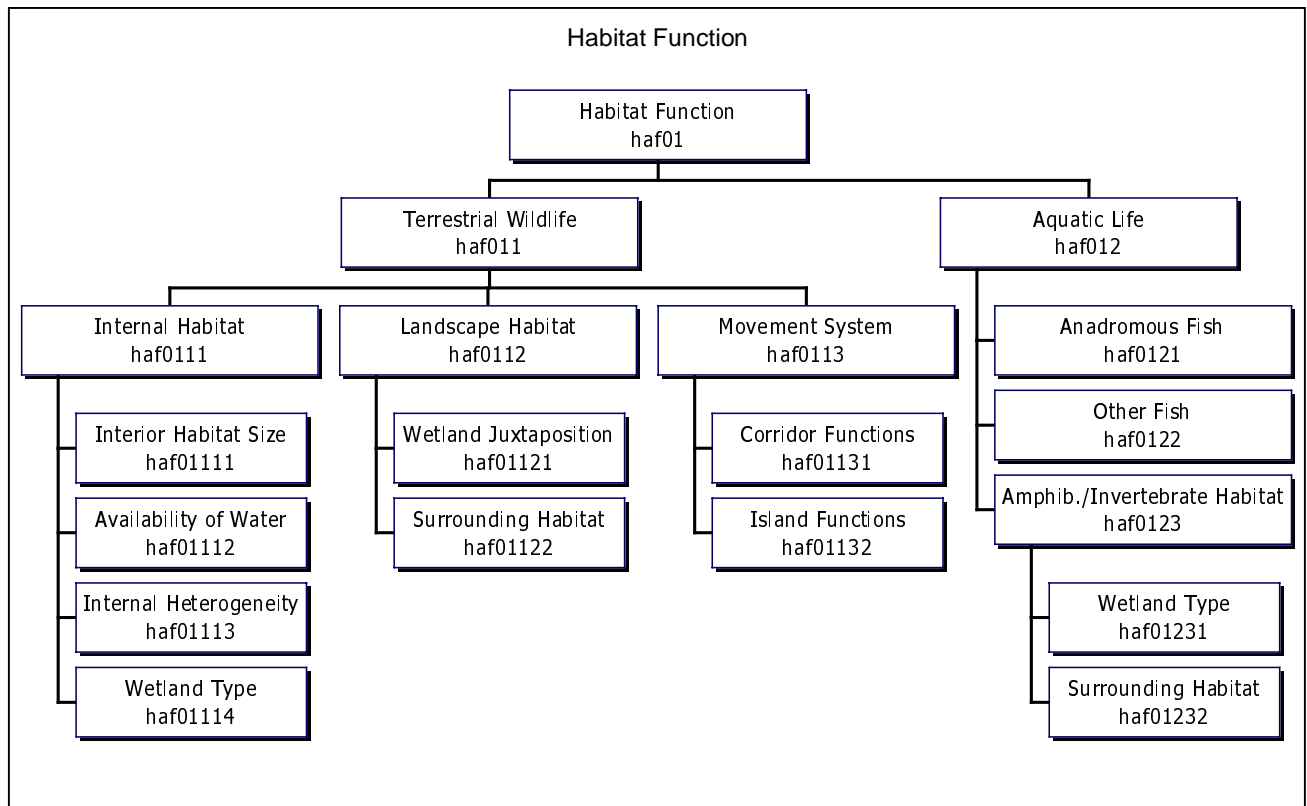 Habitat Function
Habitat Function
haf01
Terrestrial Wildlife
haf011
Aquatic Life
haf012
Internal Habitat
haf0111
Landscape Habitat
haf0112
Movement System
haf0113
Anadromous Fish
haf0121
Other Fish
haf0122
Amphib./Invertebrate Habitat
haf0123
Interior Habitat Size
haf01111
Availability of Water
haf01112
Internal Heterogeneity
haf01113
Wetland Type
haf01114
Wetland Juxtaposition
haf01121
Surrounding Habitat
haf01122
Corridor Functions
haf01131
Island Functions
haf01132
Wetland Type
haf01231
Surrounding Habitat
haf01232